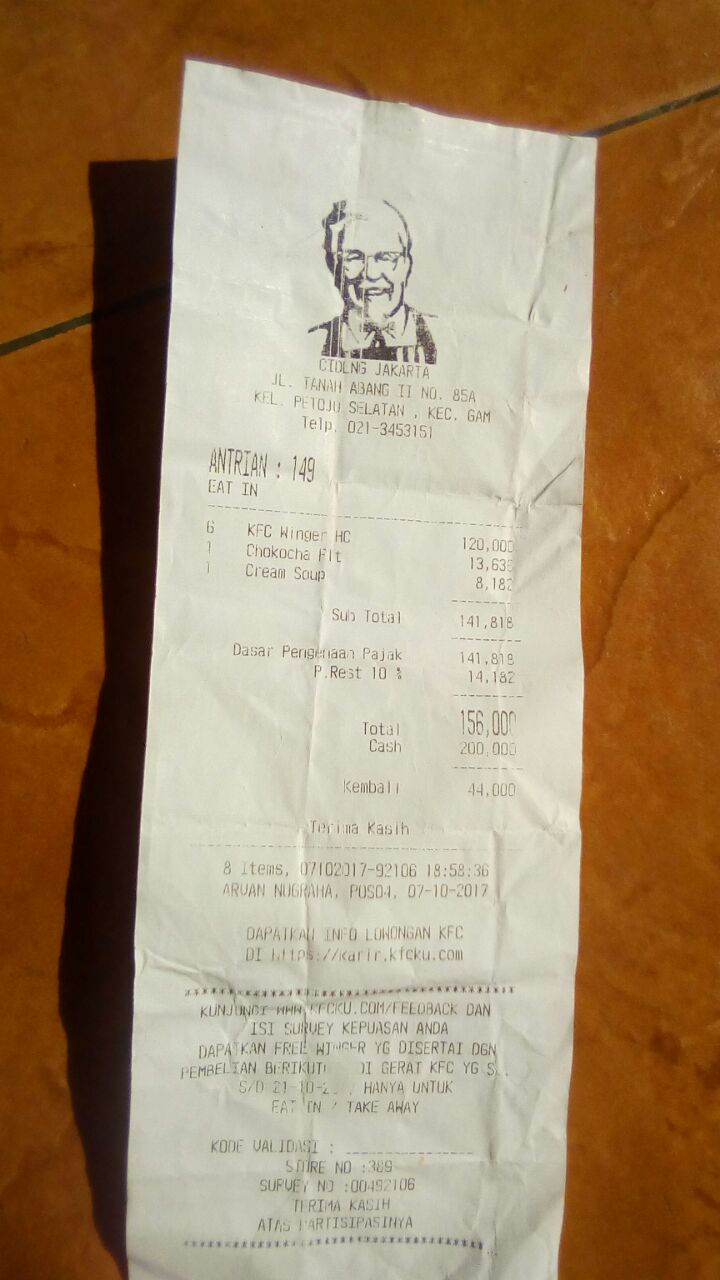 CIDENG JAKARTA
JL. TANAH ABANG II NO. 85A
KEL. PETOJO SELATAN , KEC. GAM
Telp. 021-3453151
ANTRIAN : 149
EAT IN
6 KFC Winger HC 120,000
1 Chokocha Flt 13,636
1 Cream Soup 8,182
Sub Total 141,818
Dasar Pengenaan Pajak 141,818
P.Rest 10 % 14,182
Total 156,000
Cash 200,000
Kembali 44,000
Terima Kasih
8 Items, 07102017-92106 18:58:36
NUGRAHA, POS04, 07-10-2017
DAPATKAN INFO LOWONGAN KFC
DI https://karir.kfcku.com
KUNJUNGI WWW.KFCKU.COM/FEEDBACK DAN
ISI SURVEY KEPUASAN ANDA
DAPATKAN FREE WINGER YG DISERTAI DGN
PEMBELIAN DI GERAI KFC YG
S/D HANYA UNTUK
EAT IN / TAKE AWAY
KODE VALIDASI :
STORE NO :389
SURVEY NO :00492106
TERIMA KASIH
ATAS PARTISIPASINYA